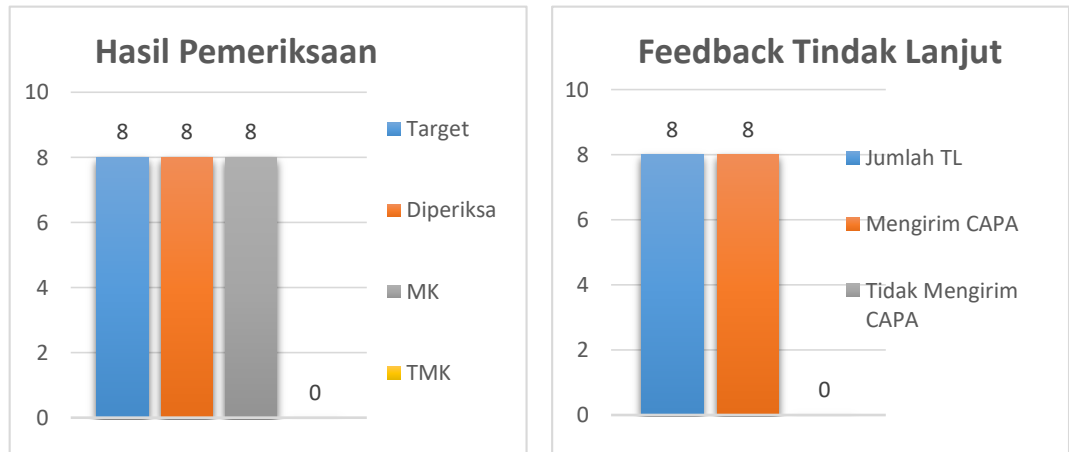 Hasil Pemeriksaan
10
8
6
4
2
0
8 8 8
0
Target
Diperiksa
MK
TMK
Feedback Tindak Lanjut
10
8
6
4
2
0
8 8
0
Jumlah TL
Mengirim CAPA
Tidak Mengirim
CAPA